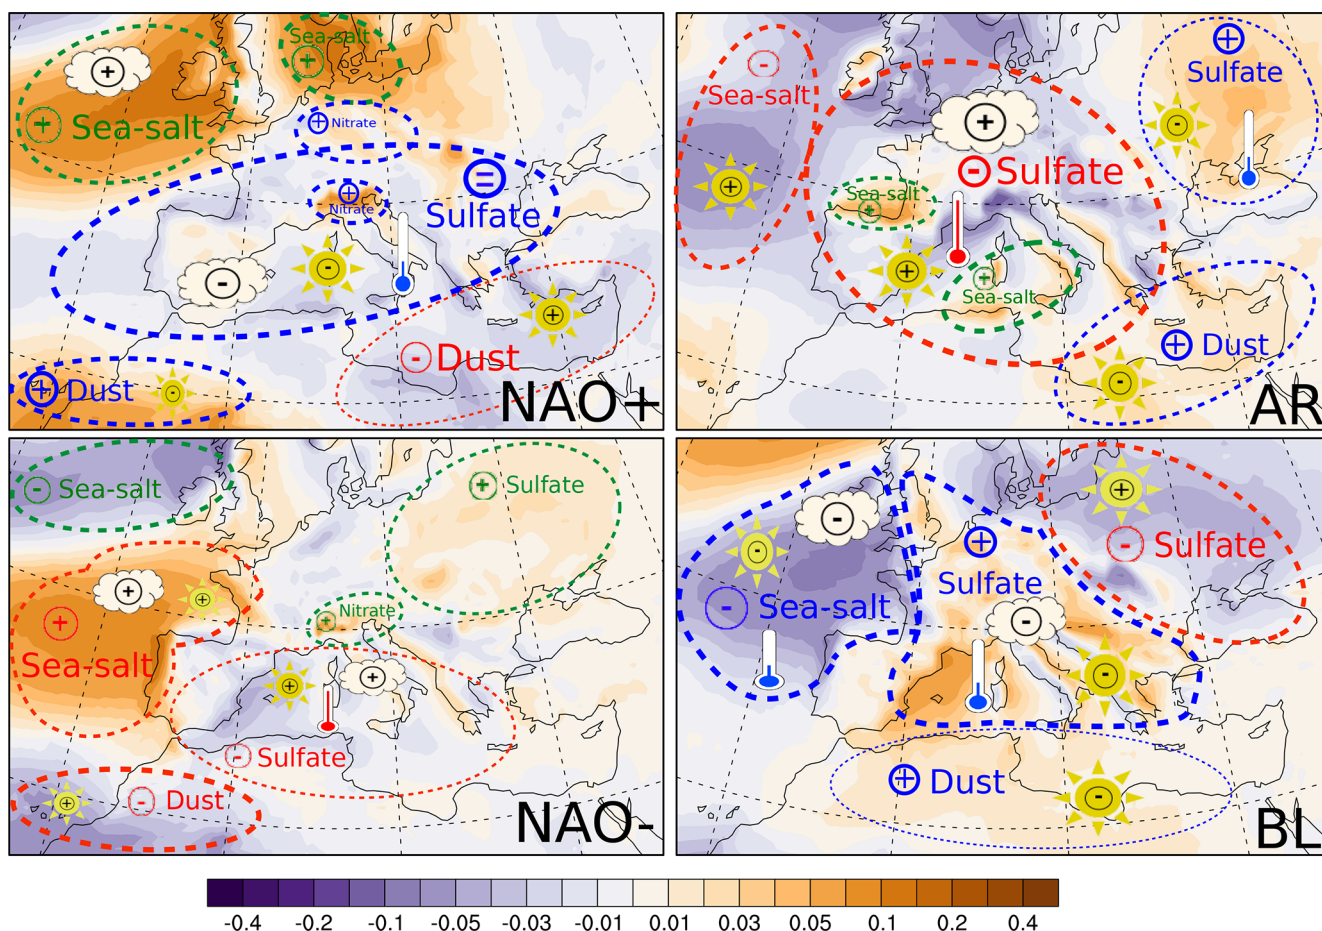 Sea-salt
+
+
+
Sea-salt
+ Nitrate
+
Nitrate
=
Sulfate
-
-
+
- Dust
+ Dust
-
NAO+
-
Sea-salt
+
+
- Sulfate
+
Sulfate
-
Sea-salt
+
+
+
Sea-salt
+ Dust
-
AR
- Sea-salt
+ Sulfate
+
+
+
Sea-salt
+ Nitrate
+
+
- Sulfate
+
- Dust
NAO-
-
-
- Sea-salt
+
Sulfate
-
+
- Sulfate
-
+ Dust
-
BL
-0.4 -0.2 -0.1 -0.05 -0.03 -0.01 0.01 0.03 0.05 0.1 0.2 0.4